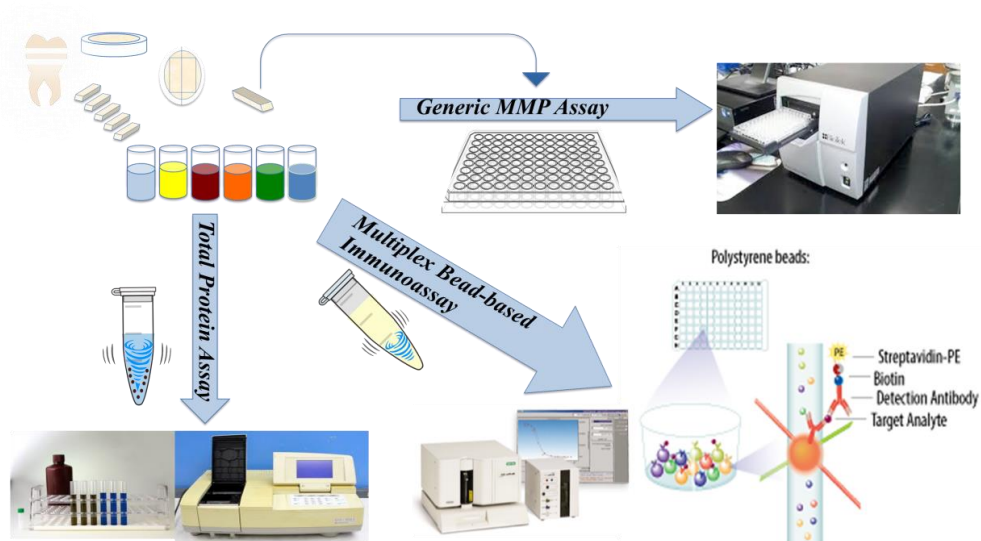 Generic MMP Assay
Total Protein Assay
Multiplex Bead-based
Immunoassay
Polystyrene beads:
PE
Streptavidin-PE
Biotin
Detection Antibody
Target Analyte